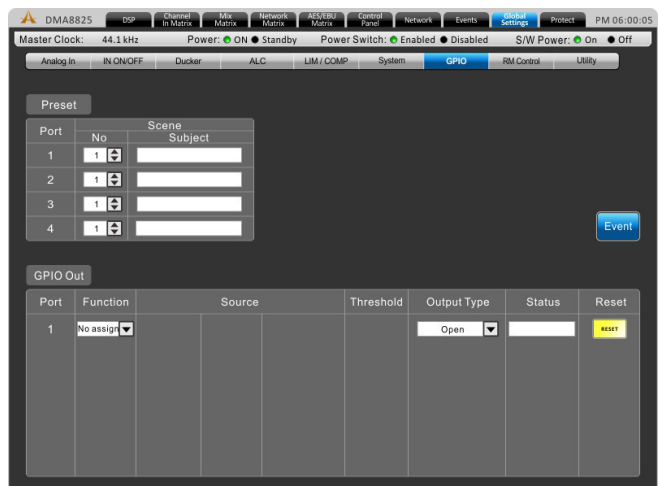 DMA8825 DSP Channel In Matrix Mix Matrix Network Matrix AES/EBU Matrix Control Panel Network Events Global Settings Protect PM 06:00:05
Master Clock: 44.1 kHz Power: ON Standby Power Switch: Enabled Disabled S/W Power: On Off
Analog In IN ON/OFF Ducker ALC LIM / COMP System GPIO RM Control Utility
Preset
Port Scene
No Subject
1 1
2 1
3 1
4 1
Event
GPIO Out
Port Function Source Threshold Output Type Status Reset
1 No assign Open RESET